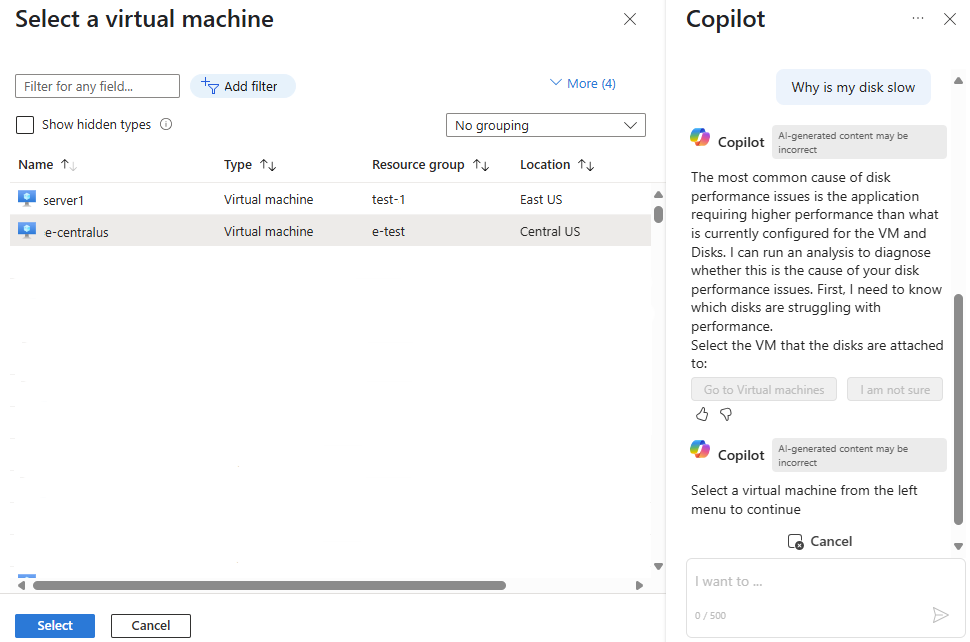 Select a virtual machine
Filter for any field...
Add filter
More (4)
Show hidden types
No grouping
Name Type Resource group Location
server1 Virtual machine test-1 East US
e-centralus Virtual machine e-test Central US
Select Cancel
Copilot
Why is my disk slow
Copilot
AI-generated content may be
incorrect
The most common cause of disk
performance issues is the application
requiring higher performance than what
is currently configured for the VM and
Disks. I can run an analysis to diagnose
whether this is the cause of your disk
performance issues. First, I need to know
which disks are struggling with
performance.
Select the VM that the disks are attached
to:
Go to Virtual machines I am not sure
Copilot
AI-generated content may be
incorrect
Select a virtual machine from the left
menu to continue
Cancel
I want to ...
0 / 500